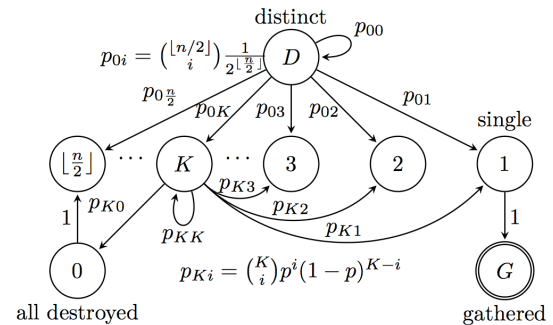 distinct
p_{00}
p_{0i} = \binom{\lfloor n/2 \rfloor}{i} \frac{1}{2^{\lfloor \frac{n}{2} \rfloor}}
D
p_{0\frac{n}{2}}
p_{0K} p_{03} p_{02} p_{01}
single
⌊\frac{n}{2}⌋ ⋯ K ⋯ 3 2 1
p_{K3}
1 p_{K0} p_{K2} 1
p_{KK} p_{K1}
0 p_{Ki} = \binom{K}{i} p^i (1 − p)^{K−i} G
all destroyed gathered